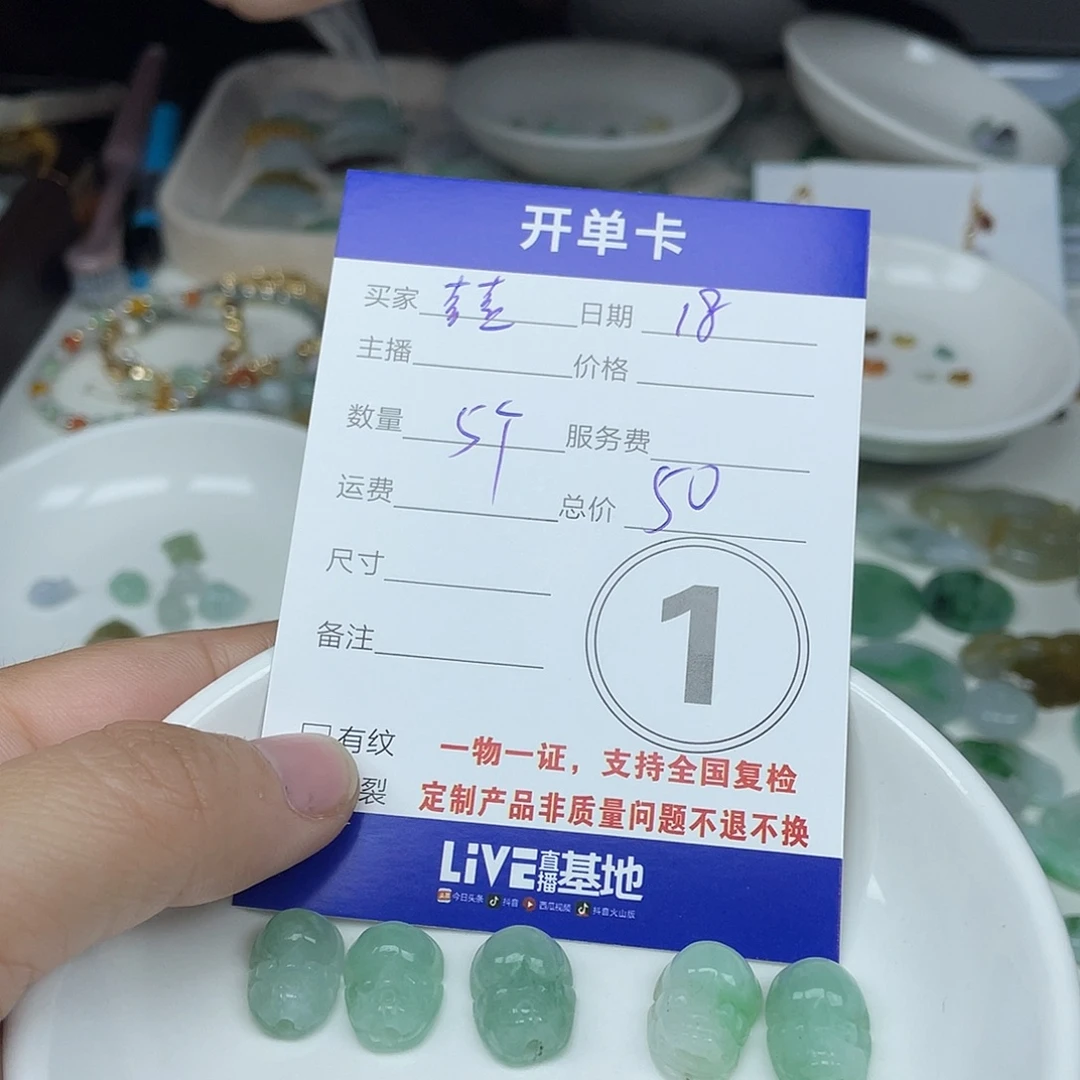 开单卡
买家 日期 18
主播 价格
数量 5个 服务费
运费 总价 50
尺寸
备注
1
有纹
裂
一物一证，支持全国复检
定制产品非质量问题不退不换
LiVE直播基地
今日头条 抖音 西瓜视频 抖音火山版